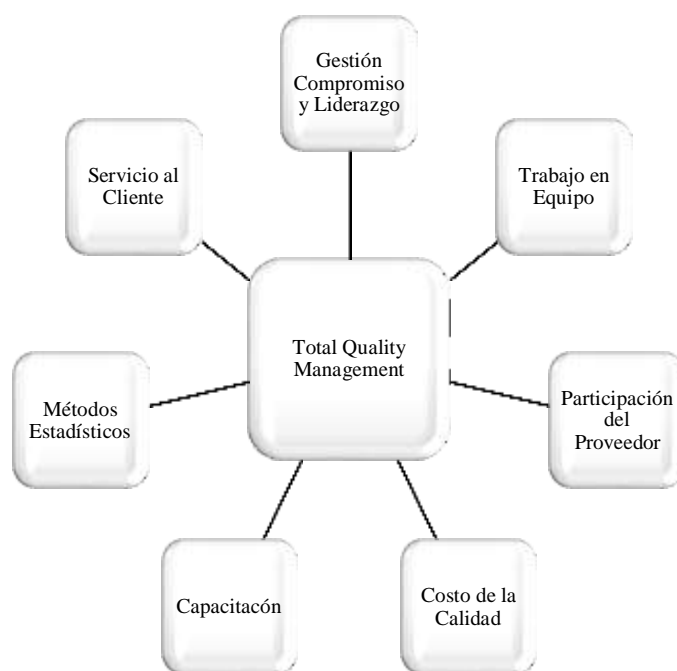 Gestión
Compromiso
y Liderazgo
Servicio al
Cliente
Trabajo en
Equipo
Total Quality
Management
Métodos
Estadísticos
Participación
del
Proveedor
Capacitacón
Costo de la
Calidad